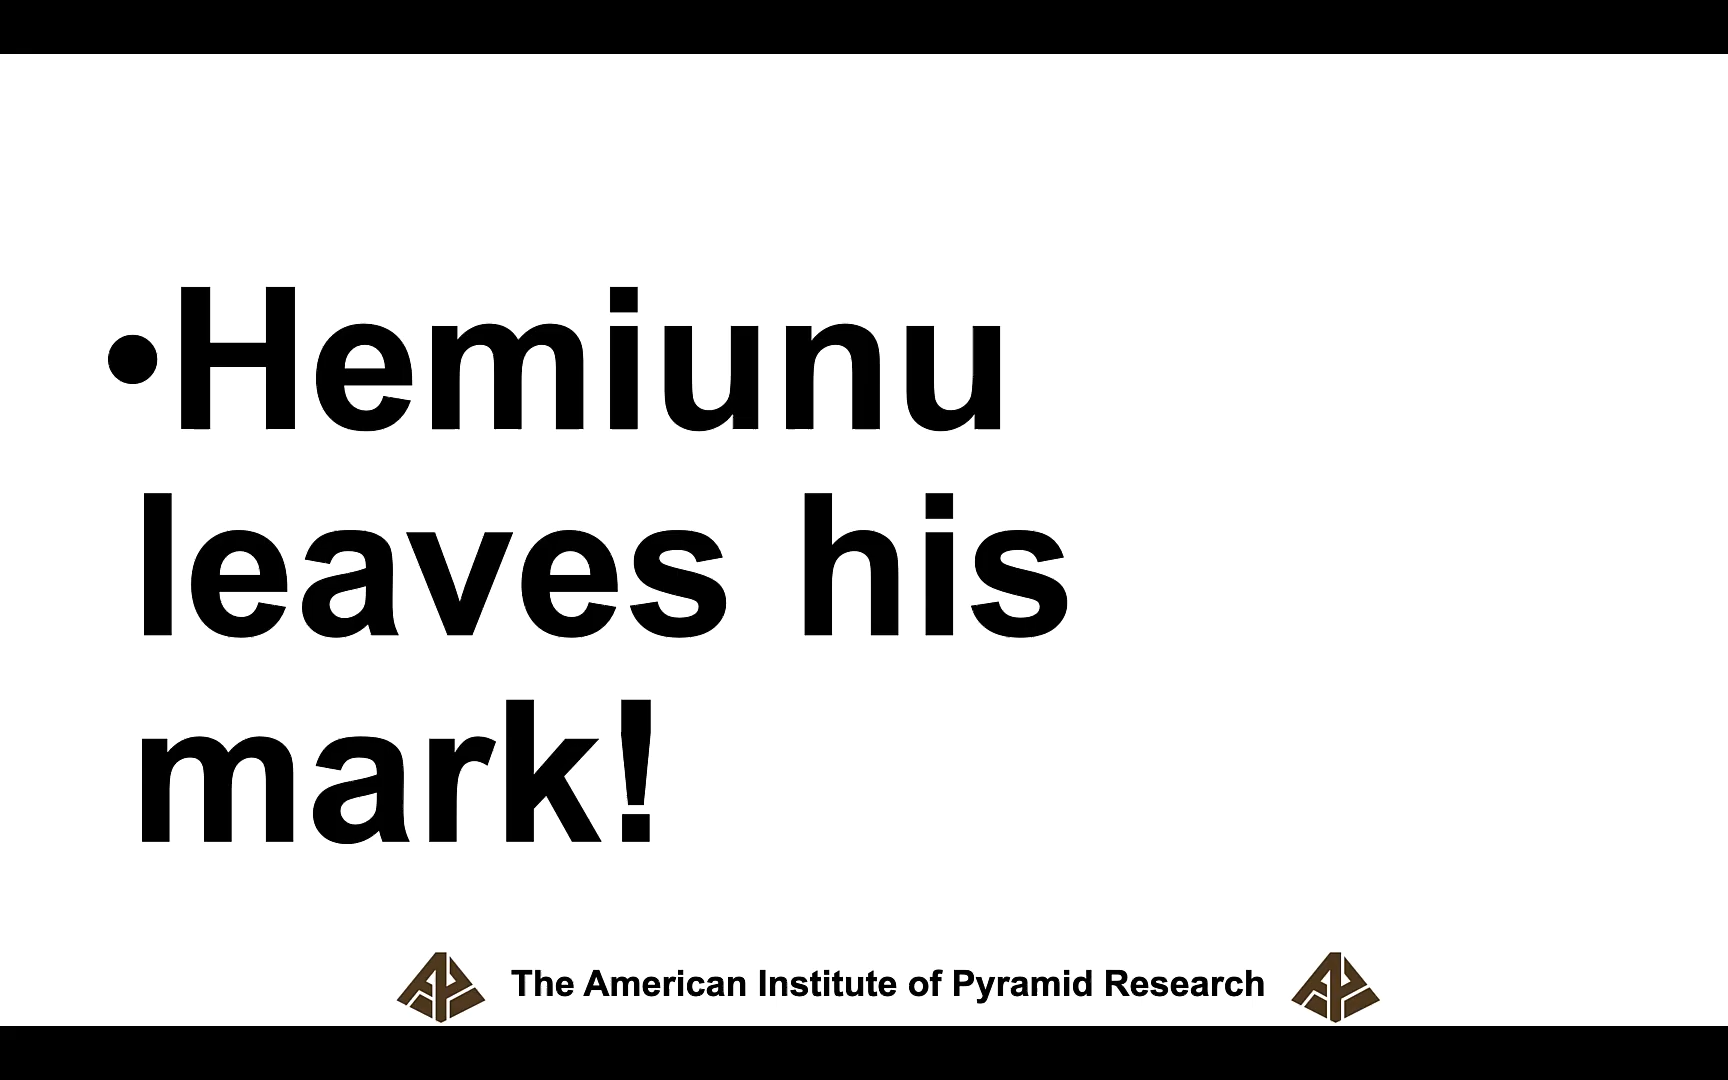 •Hemiunu
leaves his
mark!
The American Institute of Pyramid Research